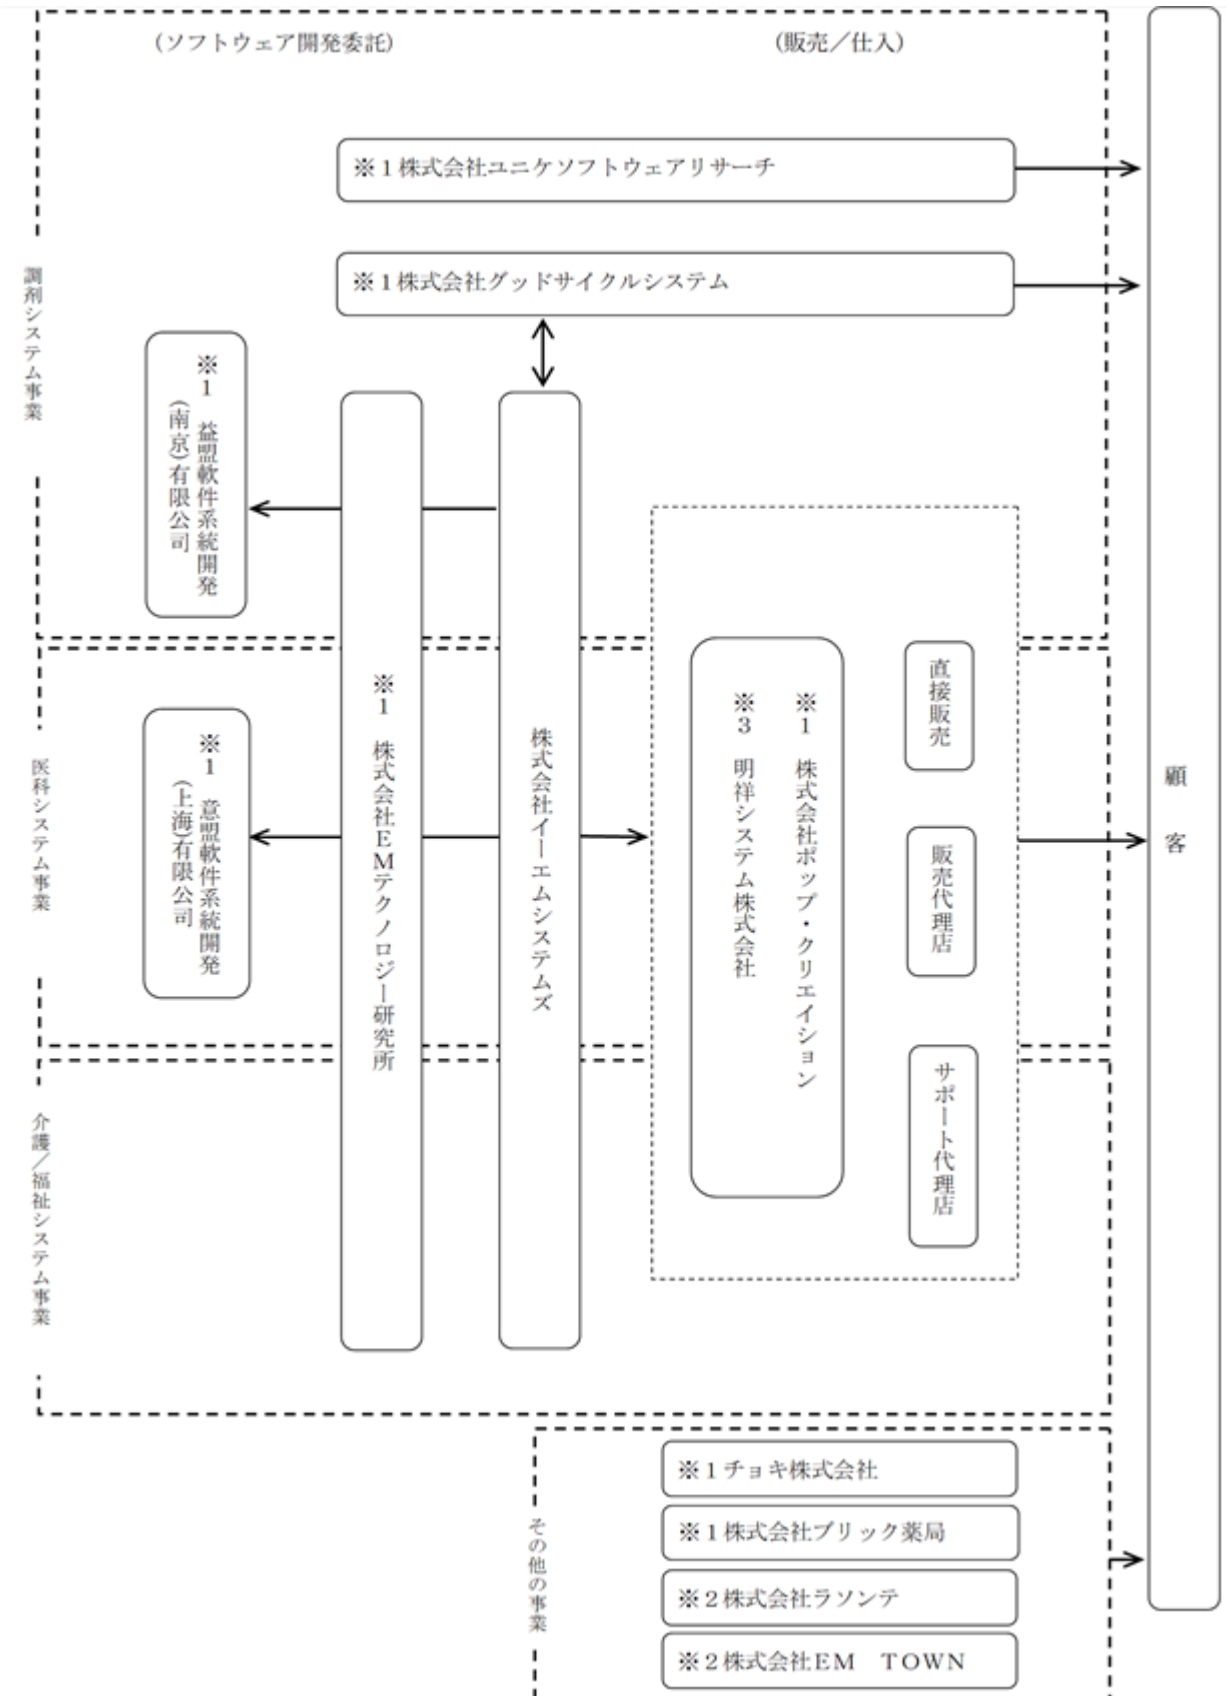 (ソフトウェア開発委託)
(販売／仕入)
※１株式会社ユニケソフトウェアリサーチ
※１株式会社グッドサイクルシステム
調剤システム事業
※１　益盟軟件系統開発
(南京)有限公司
医科システム事業
※１　意盟軟件系統開発
(上海)有限公司
※１　株式会社ＥＭテクノロジー研究所
株式会社イーエムシステムズ
※１　株式会社ポップ・クリエイション
※３　明祥システム株式会社
直接販売
販売代理店
サポート代理店
顧　客
介護／福祉システム事業
その他の事業
※１チョキ株式会社
※１株式会社ブリック薬局
※２株式会社ラソンテ
※２株式会社ＥＭ　ＴＯＷＮ